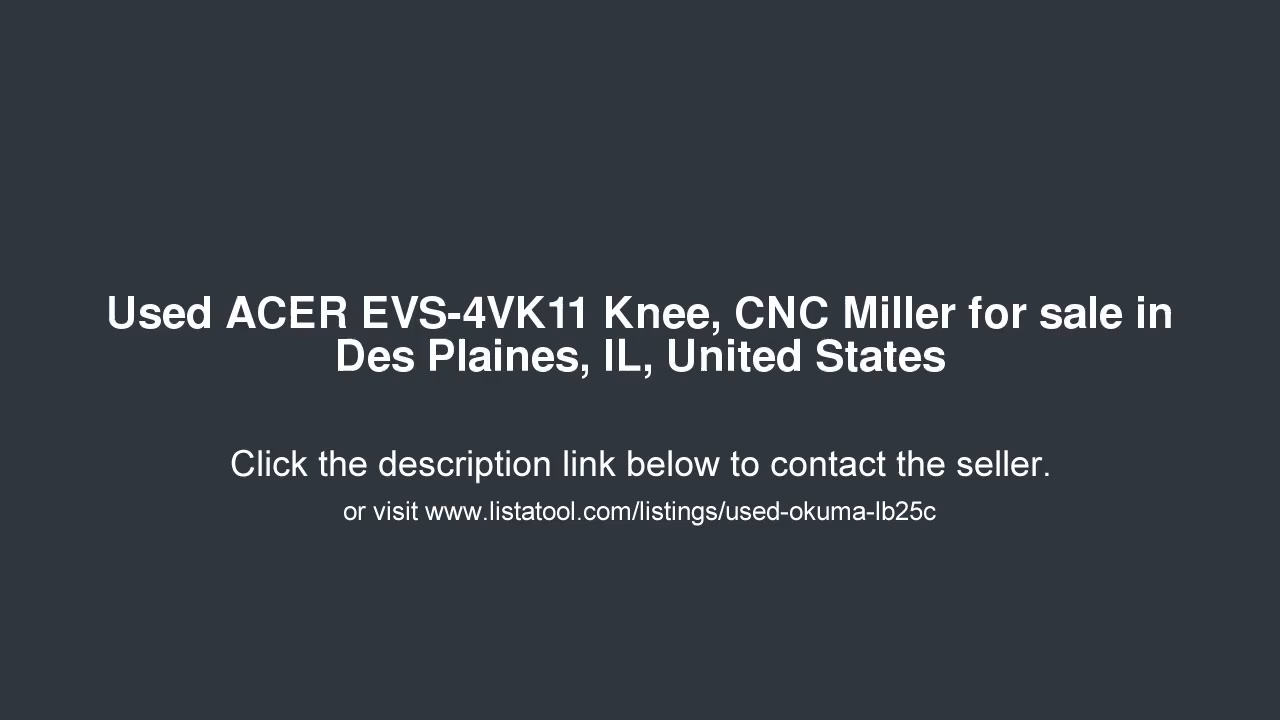 Used ACER EVS-4VK11 Knee, CNC Miller for sale in
Des Plaines, IL, United States
Click the description link below to contact the seller.
or visit www.listatool.com/listings/used-okuma-lb25c